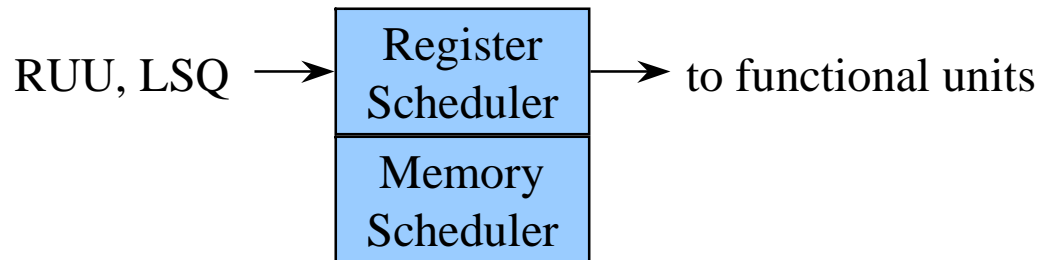 RUU, LSQ
Register
Scheduler
to functional units
Memory
Scheduler